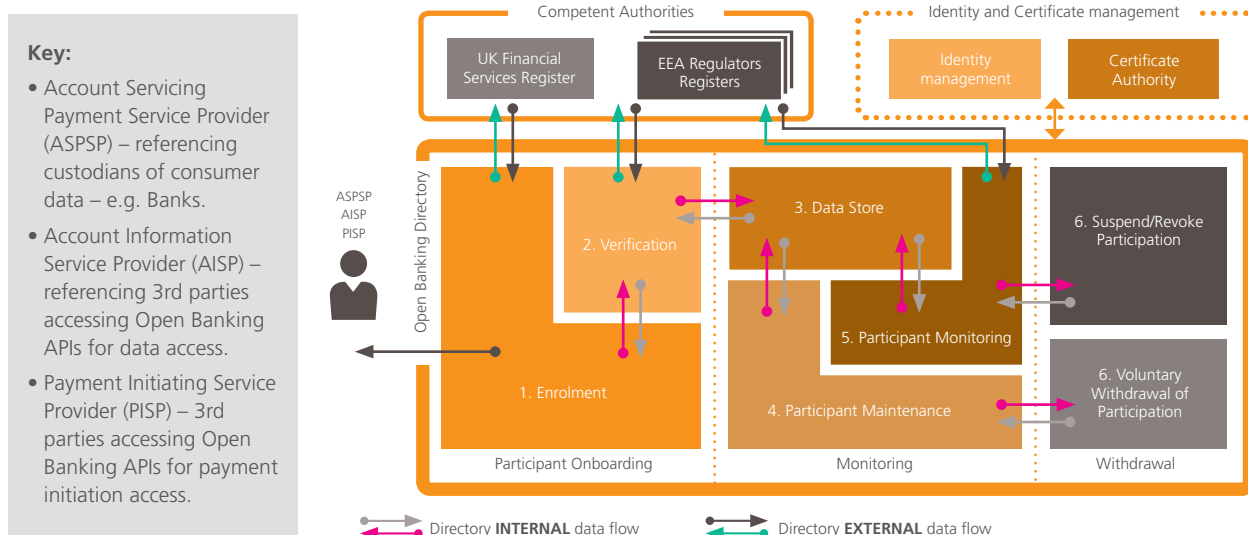 Key:
• Account Servicing
Payment Service Provider
(ASPSP) – referencing
custodians of consumer
data – e.g. Banks.
• Account Information
Service Provider (AISP) –
referencing 3rd parties
accessing Open Banking
APIs for data access.
• Payment Initiating Service
Provider (PISP) – 3rd
parties accessing Open
Banking APIs for payment
initiation access.
Competent Authorities
UK Financial
Services Register
EEA Regulators
Registers
Identity and Certificate management
Identity
management
Certificate
Authority
ASPSP
AISP
PISP
Open Banking Directory
1. Enrolment
2. Verification
3. Data Store
4. Participant Maintenance
5. Participant Monitoring
6. Suspend/Revoke
Participation
6. Voluntary
Withdrawal of
Participation
Participant Onboarding
Monitoring
Withdrawal
Directory INTERNAL data flow
Directory EXTERNAL data flow